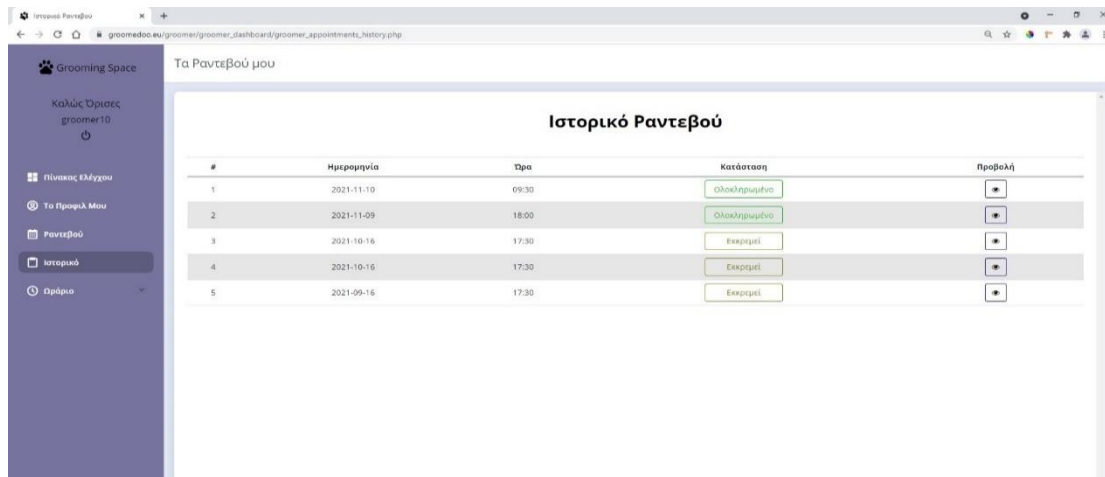 Ιστορικό Ραντεβού
groomedoo.eu/groomer/groomer_dashboard/groomer_appointments_history.php
Grooming Space
Τα Ραντεβού μου
Καλώς Όρισες
groomer10
Πίνακας Ελέγχου
Το Προφιλ Μου
Ραντεβού
Ιστορικό
Ωράριο
Ιστορικό Ραντεβού
# Ημερομηνία Ώρα Κατάσταση Προβολή
1 2021-11-10 09:30 Ολοκληρωμένο
2 2021-11-09 18:00 Ολοκληρωμένο
3 2021-10-16 17:30 Εκκρεμεί
4 2021-10-16 17:30 Εκκρεμεί
5 2021-09-16 17:30 Εκκρεμεί